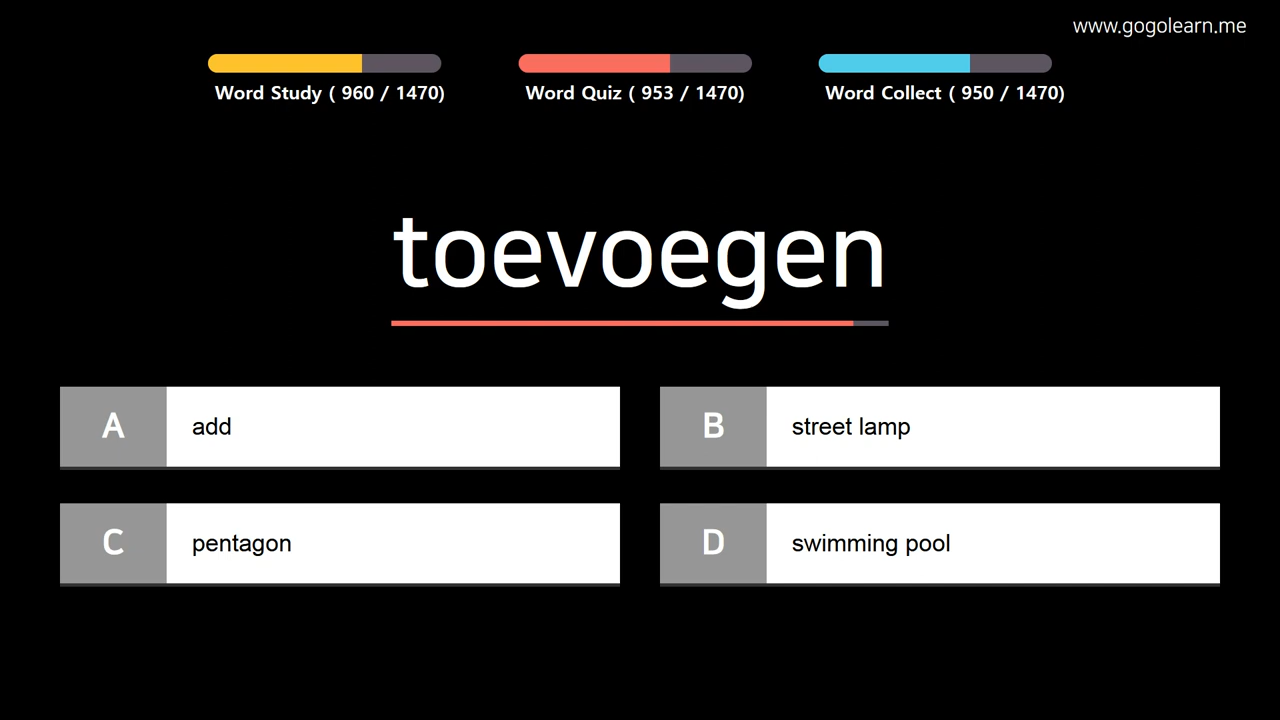 www.gogolearn.me
Word Study ( 960 / 1470)
Word Quiz ( 953 / 1470)
Word Collect ( 950 / 1470)
toevoegen
A add
B street lamp
C pentagon
D swimming pool